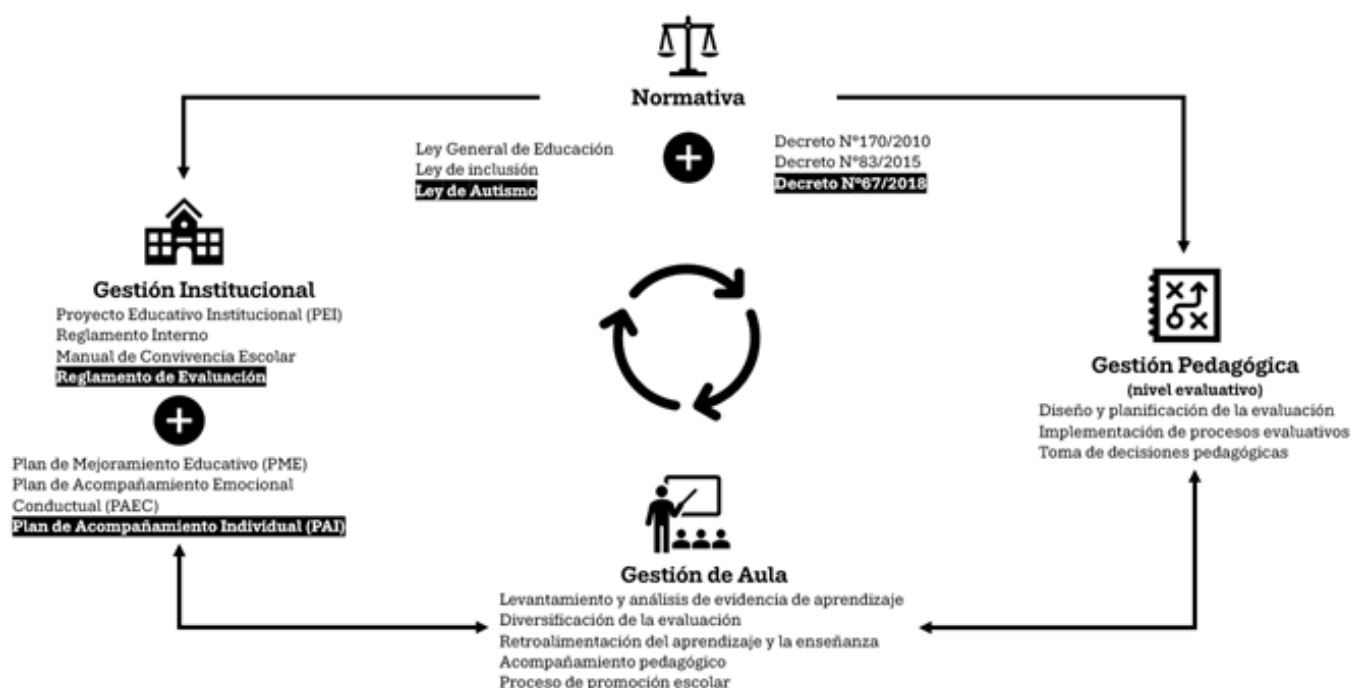 Normativa
Ley General de Educación
Ley de inclusión
Ley de Autismo
Decreto N°170/2010
Decreto N°83/2015
Decreto N°67/2018
Gestión Institucional
Proyecto Educativo Institucional (PEI)
Reglamento Interno
Manual de Convivencia Escolar
Reglamento de Evaluación
Plan de Mejoramiento Educativo (PME)
Plan de Acompañamiento Emocional
Conductual (PAEC)
Plan de Acompañamiento Individual (PAI)
Gestión Pedagógica
(nivel evaluativo)
Diseño y planificación de la evaluación
Implementación de procesos evaluativos
Toma de decisiones pedagógicas
Gestión de Aula
Levantamiento y análisis de evidencia de aprendizaje
Diversificación de la evaluación
Retroalimentación del aprendizaje y la enseñanza
Acompañamiento pedagógico
Proceso de promoción escolar